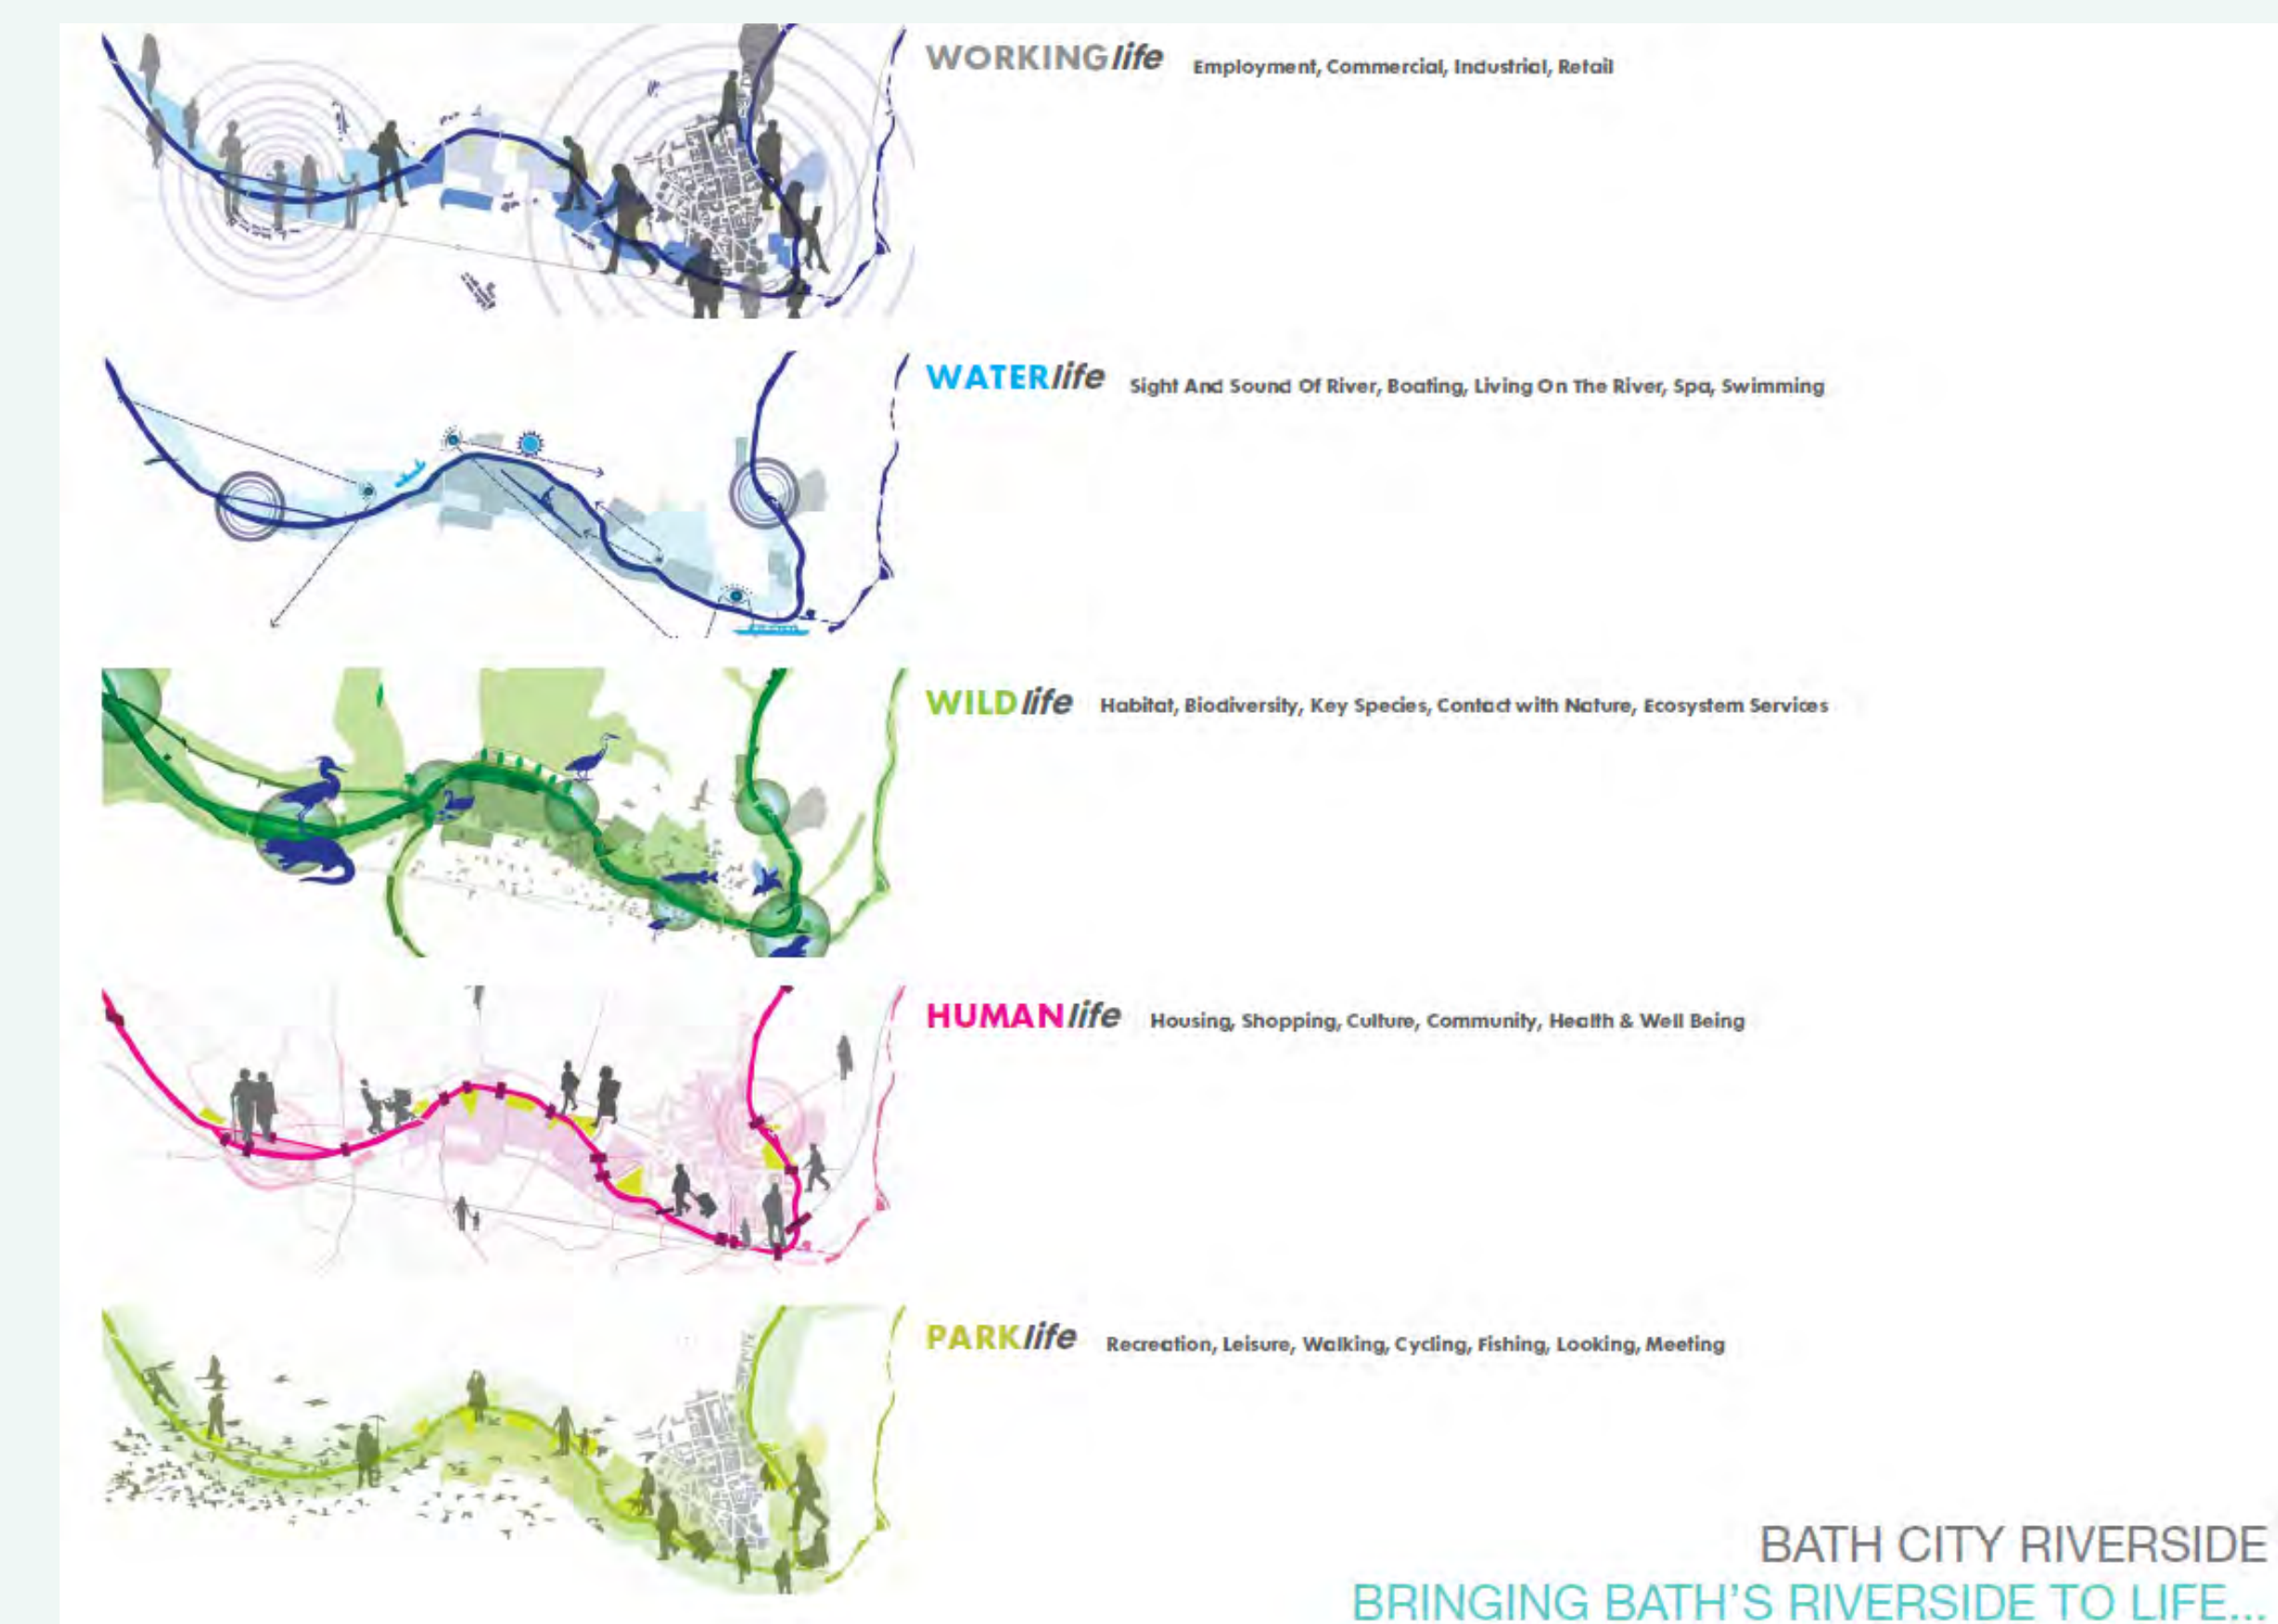 WORKINGlife Employment, Commercial, Industrial, Retail
WATERlife Sight And Sound Of River, Boating, Living On The River, Spa, Swimming
WILDlife Habitat, Biodiversity, Key Species, Contact with Nature, Ecosystem Services
HUMANlife Housing, Shopping, Culture, Community, Health & Well Being
PARKlife Recreation, Leisure, Walking, Cycling, Fishing, Looking, Meeting
BATH CITY RIVERSIDE
BRINGING BATH'S RIVERSIDE TO LIFE...